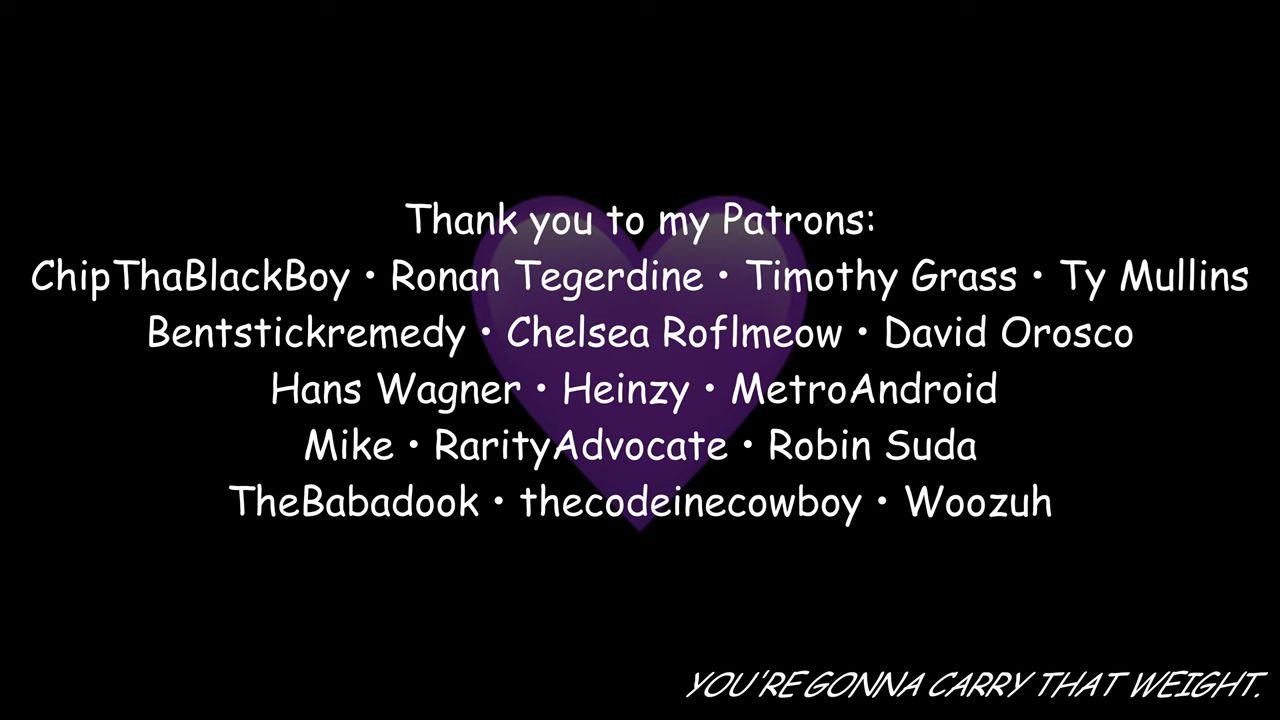 Thank you to my Patrons:
ChipThaBlackBoy • Ronan Tegerdine • Timothy Grass • Ty Mullins
Bentstickremedy • Chelsea Roflmeow • David Orosco
Hans Wagner • Heinzy • MetroAndroid
Mike • RarityAdvocate • Robin Suda
TheBabadook • thecodeinecowboy • Woozuh
YOU'RE GONNA CARRY THAT WEIGHT.